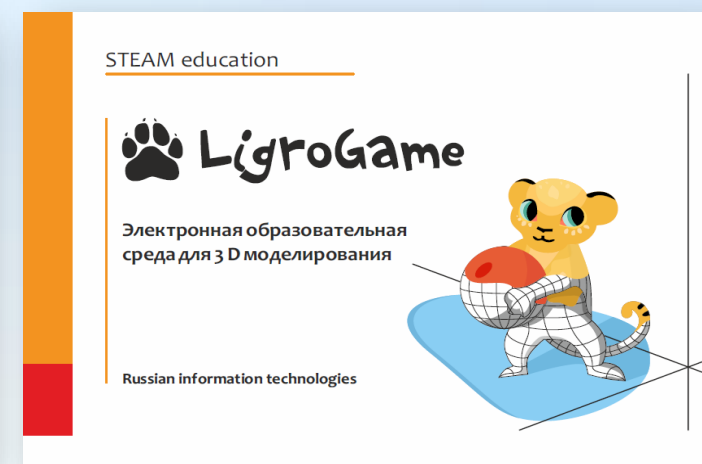 STEAM education
LigroGame
Электронная образовательная
среда для 3 D моделирования
Russian information technologies